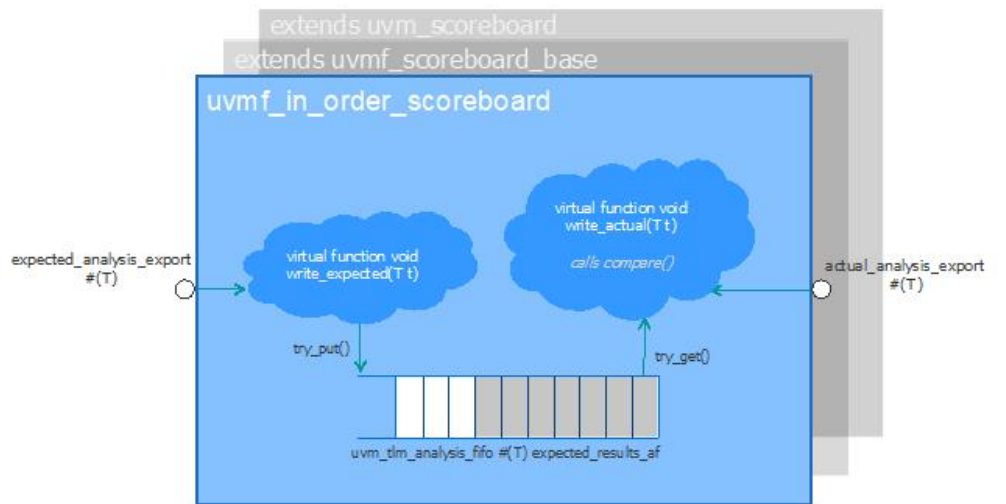 extends uvm_scoreboard
extends uvmf_scoreboard_base
uvmf_in_order_scoreboard
virtual function void
write_actual(T t)
calls compare()
virtual function void
write_expected(T t)
expected_analysis_export
#(T)
actual_analysis_export
#(T)
try_put()
try_get()
uvm_tlm_analysis_fifo #(T) expected_results_af